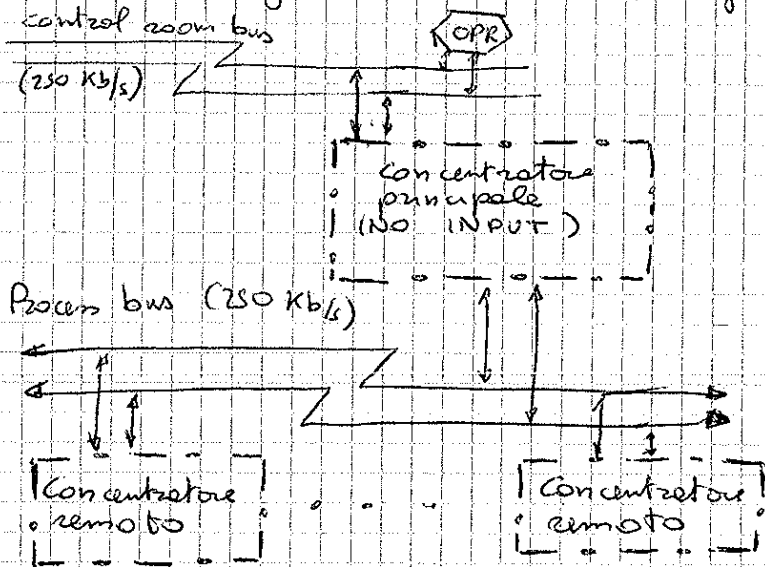 control room bus
(250 Kb/s)
OPR
Concentratore
principale
(NO INPUT)
Process bus (250 Kb/s)
Concentratore
remoto
Concentratore
remoto